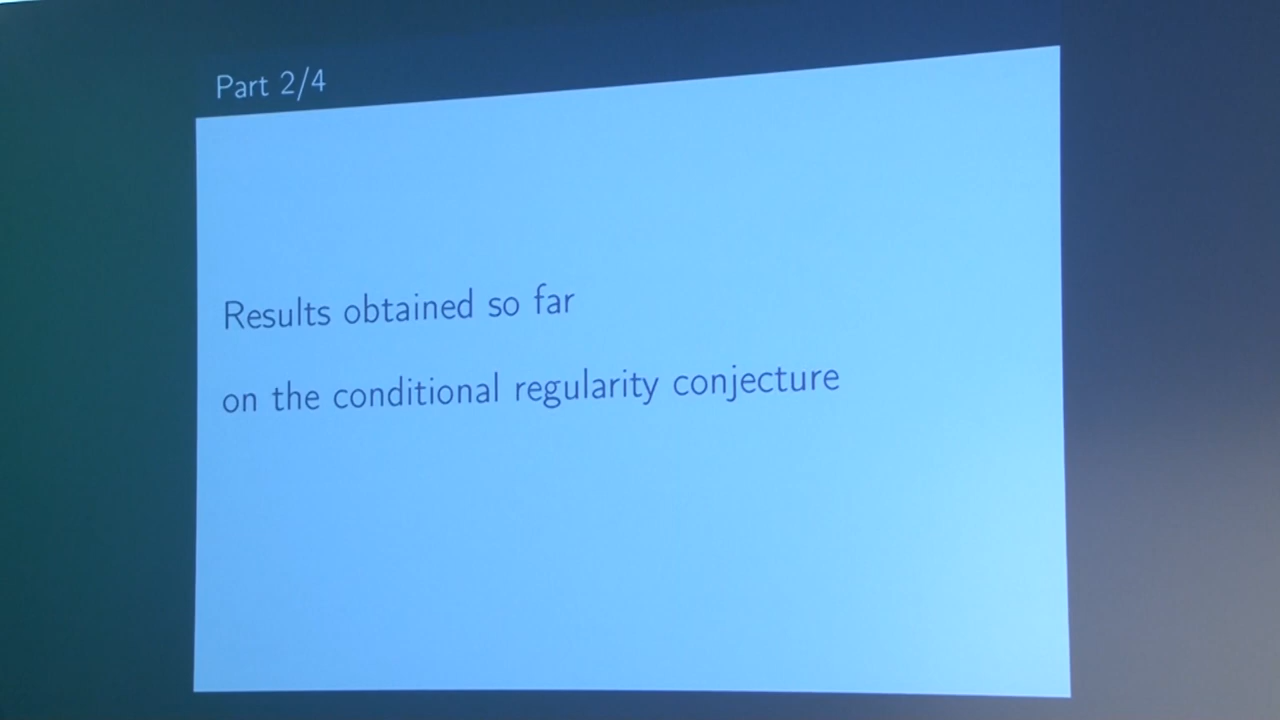 Part 2/4
Results obtained so far
on the conditional regularity conjecture